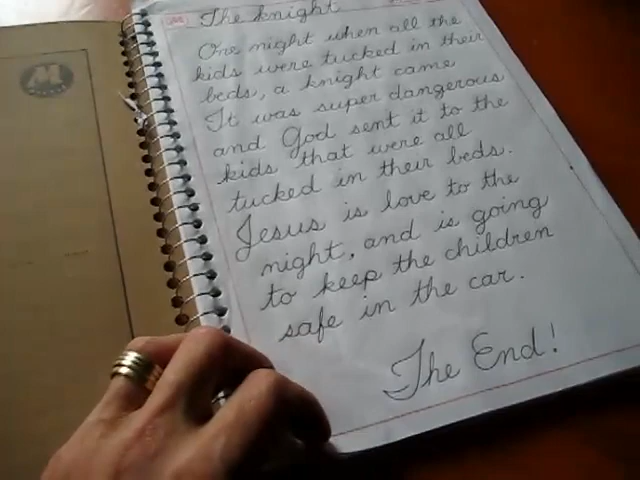 The knight
One night when all the
kids were tucked in their
beds, a knight came
It was super dangerous
and God sent it to the
kids that were all
tucked in their beds.
Jesus is love to the
night, and is going
to keep the children
safe in the car.
The End!